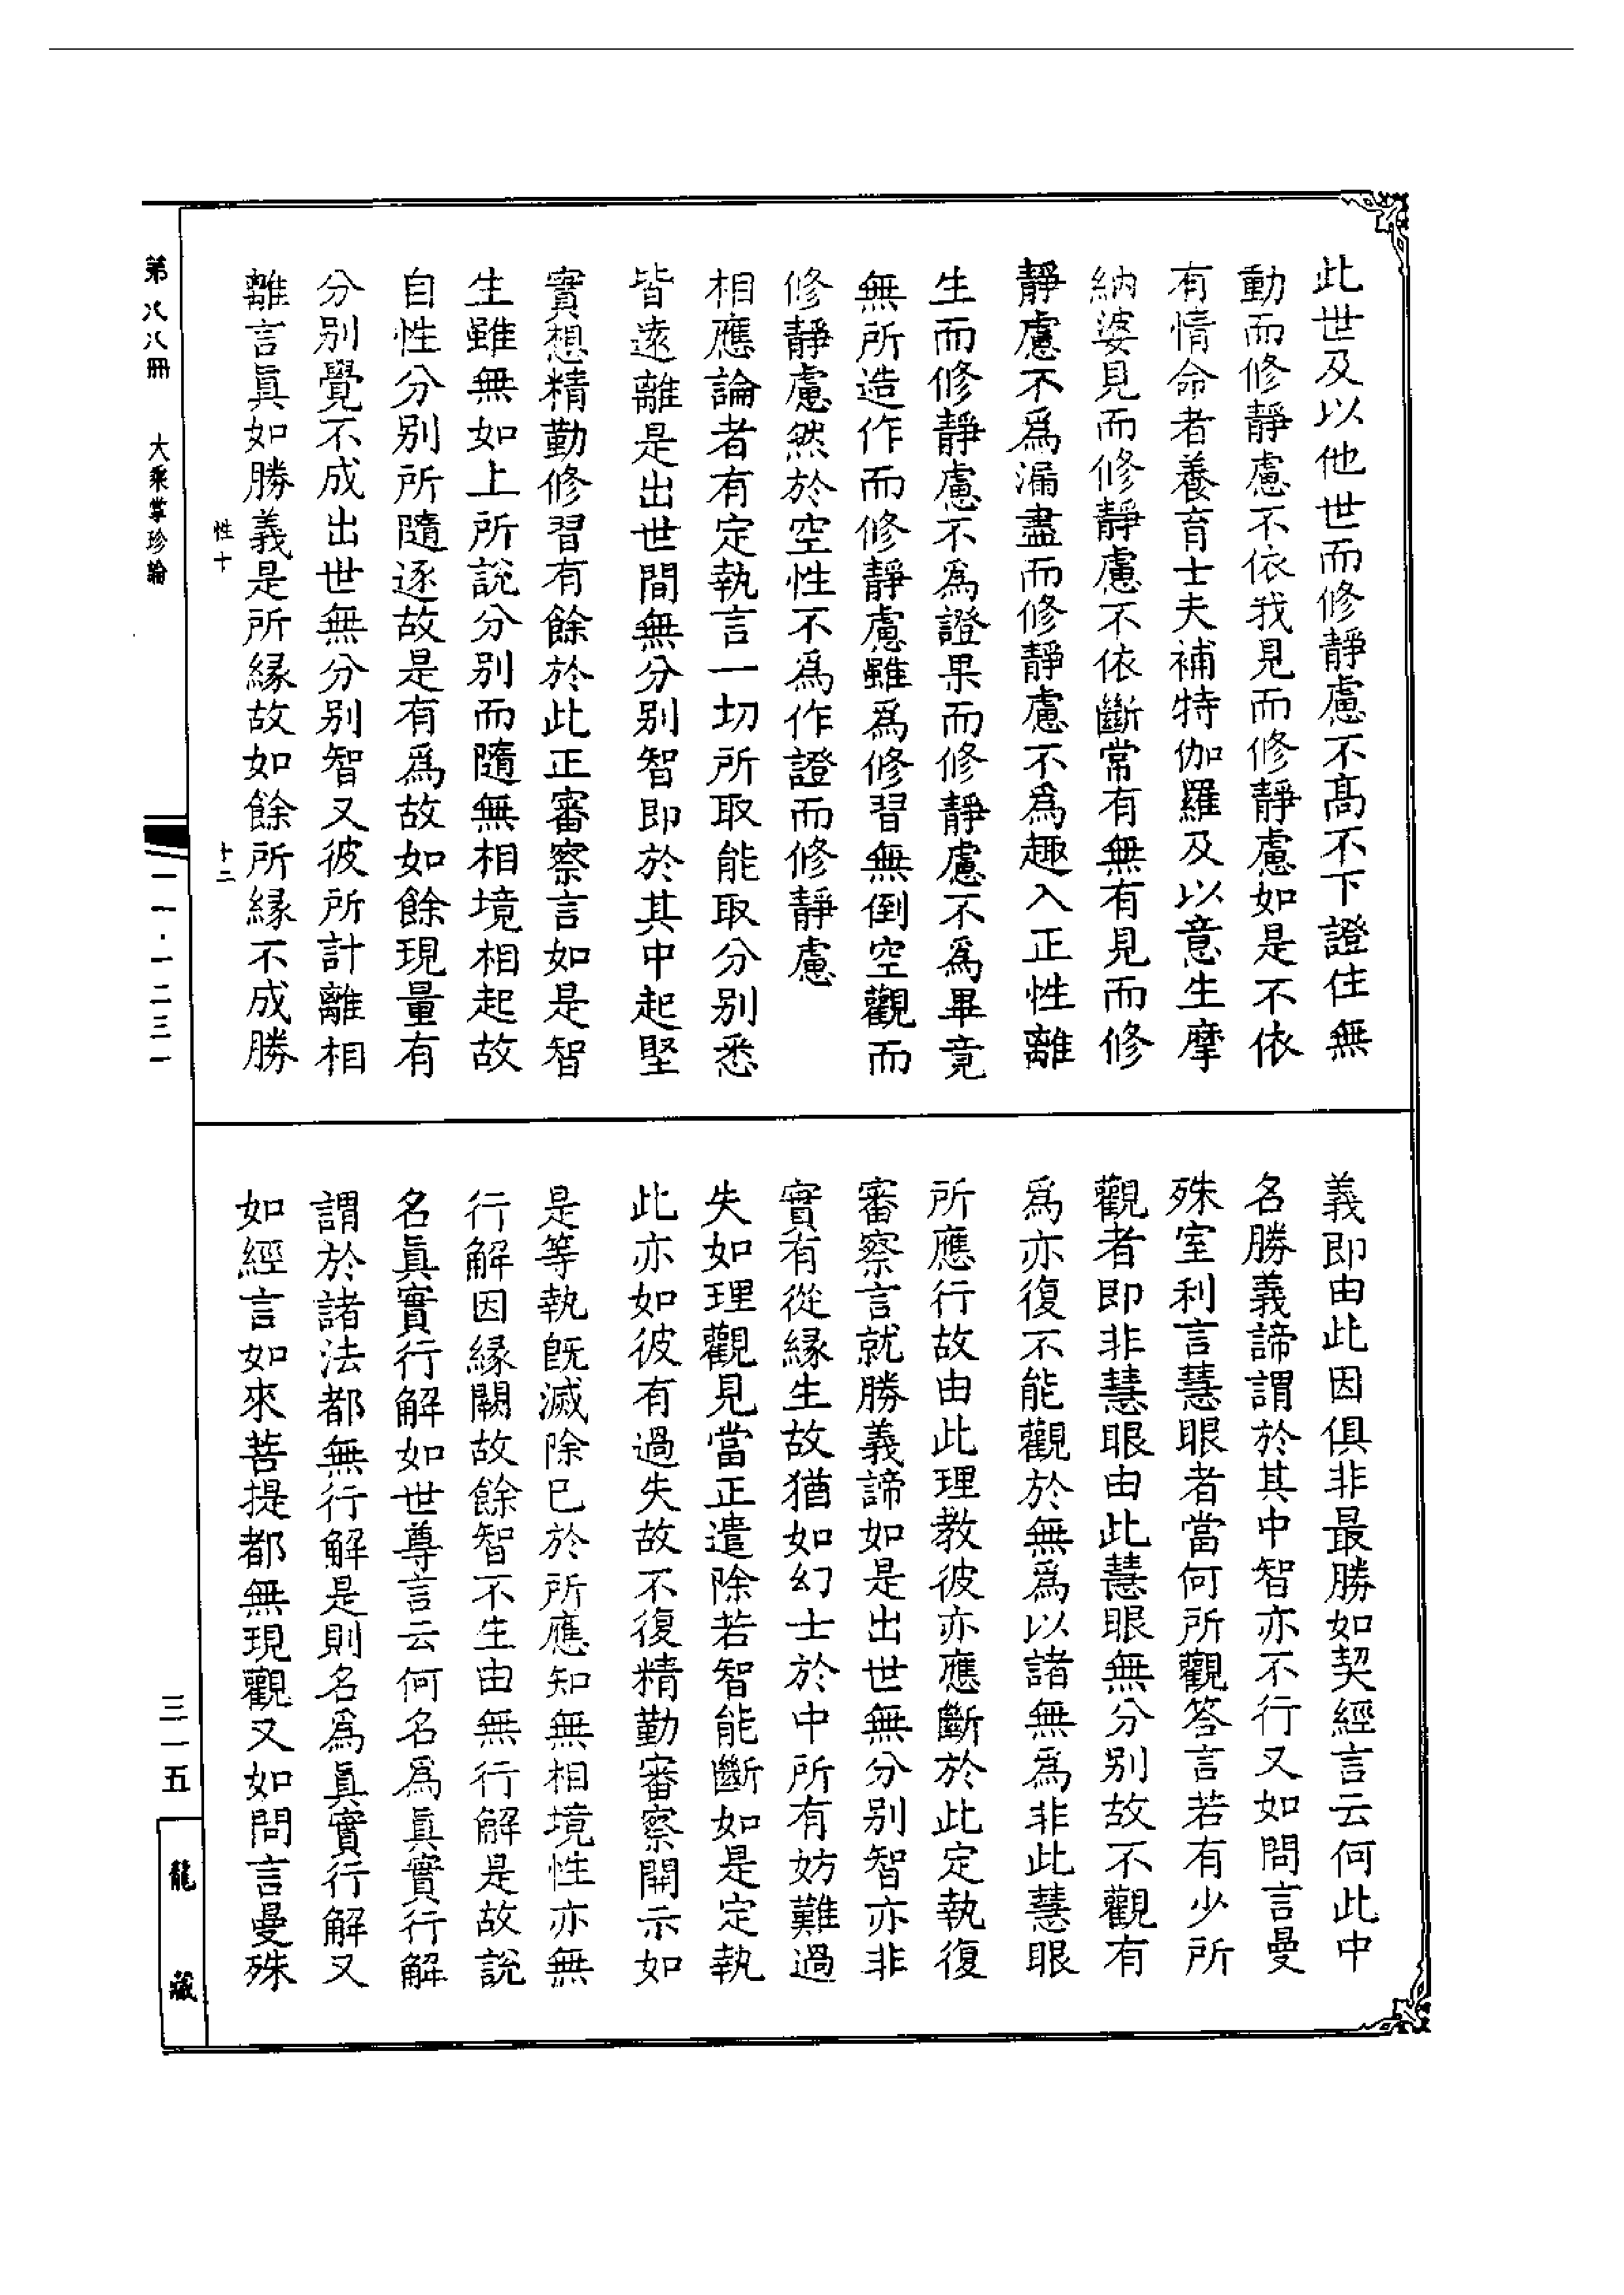 此世及以他世而修靜慮不高不下證住無
動而修靜慮不依我見而修靜慮如是不依
有情命者養育士夫補特伽羅及以意生摩
納婆見而修靜慮不依斷常有無有見而修
靜慮不為漏盡而修靜慮不為趣入正性離
生而修靜慮不為證果而修靜慮不為畢竟
無所造作而修靜慮雖為修習無倒空觀而
修靜慮然於空性不為作證而修靜慮
相應論者有定執言一切所取能取分別悉
皆遠離是出世間無分別智即於其中起堅
實想精勤修習有餘於此正審察言如是智
生雖無如上所說分別而隨無相境相起故
自性分別所隨逐故是有為故如餘現量有
分別覺不成出世無分別智又彼所計離相
離言眞如勝義是所緣故如餘所緣不成勝
義即由此因俱非最勝如契經言云何此中
名勝義諦謂於其中智亦不行又如問言曼
殊室利言慧眼者當何所觀答言若有少所
觀者即非慧眼由此慧眼無分別故不觀有
為亦復不能觀於無為以諸無為非此慧眼
所應行故由此理教彼亦應斷於此定執復
審察言就勝義諦如是出世無分別智亦非
實有從緣生故猶如幻士於中所有妨難過
失如理觀見當正遣除若智能斷如是定執
此亦如彼有過失故不復精勤審察開示如
是等執旣滅除已於所應知無相境性亦無
行解因緣闕故餘智不生由無行解是故說
名眞實行解如世尊言云何名為眞實行解
謂於諸法都無行解是則名為眞實行解又
如經言如來菩提都無現觀又如問言曼殊
性十
十二
第八八冊
大乘掌珍論
一一·一二三一
三一五
龍藏